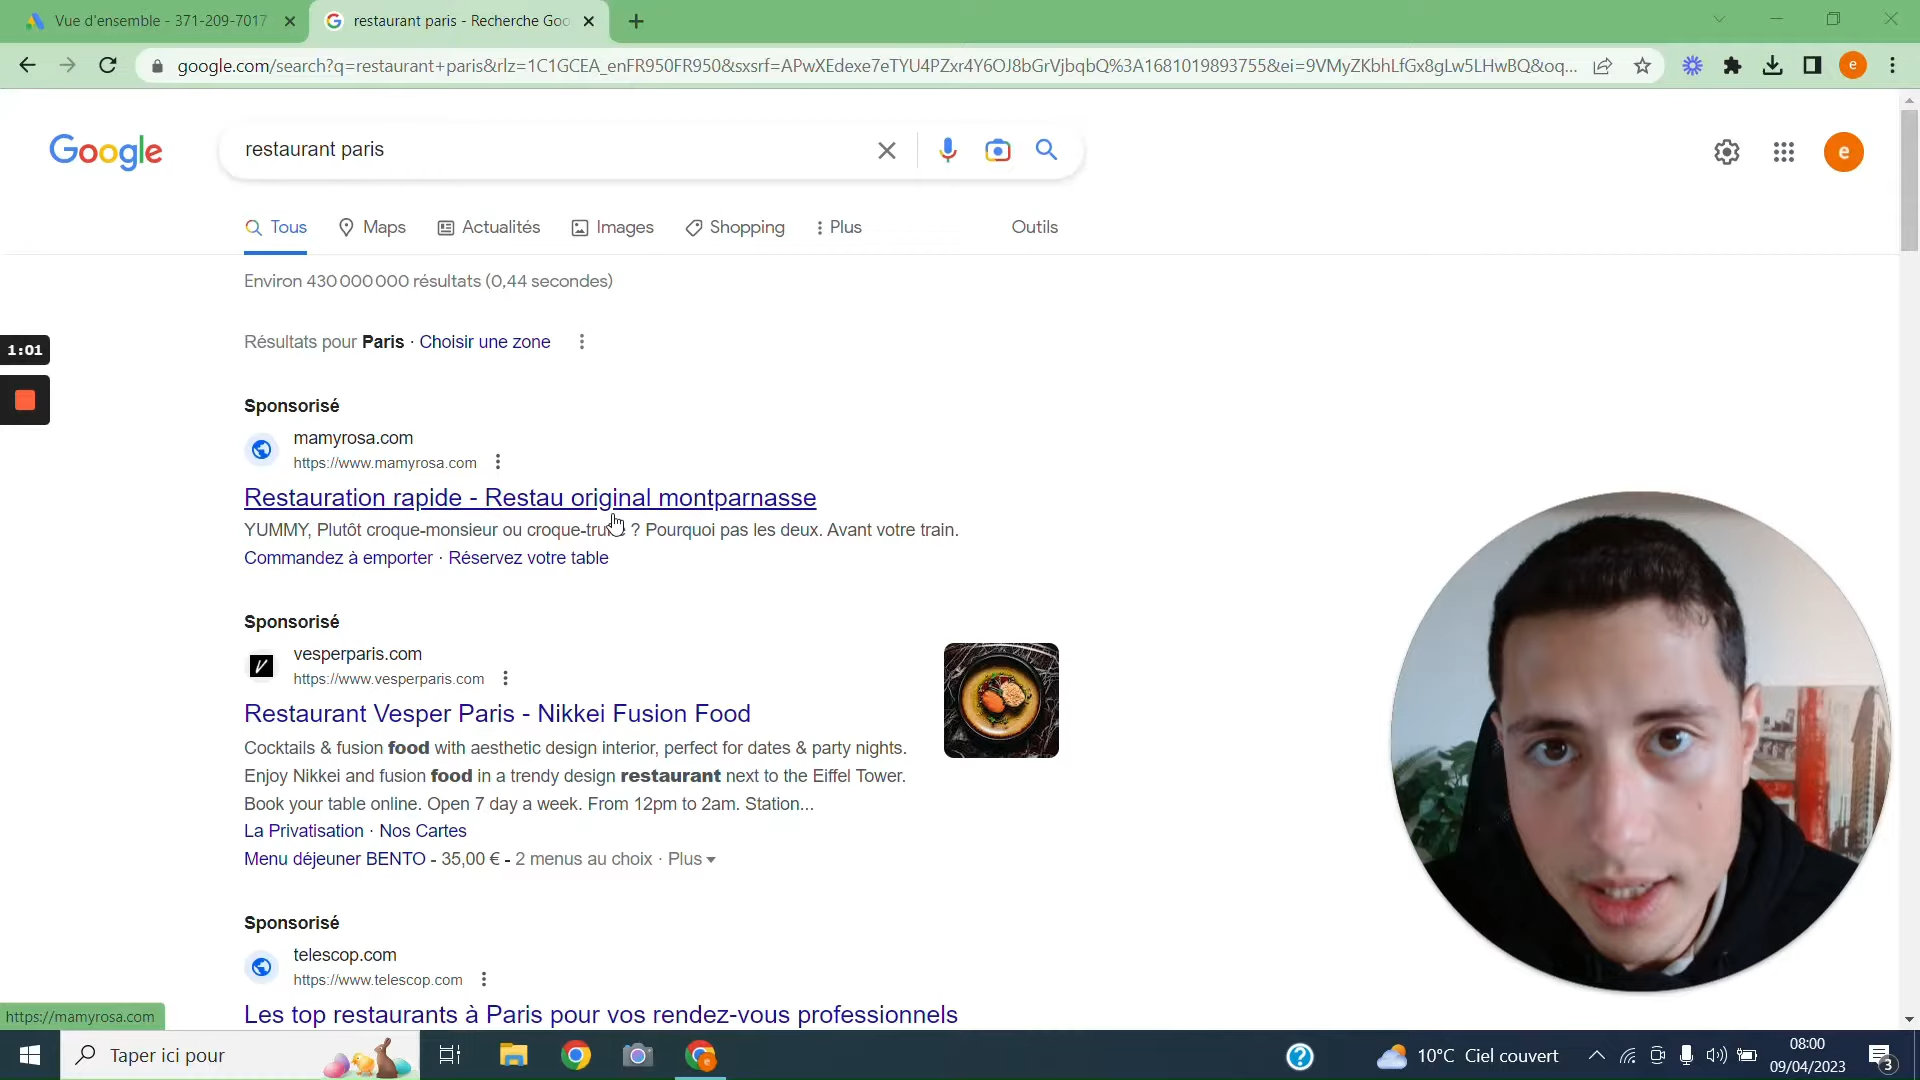 Vue d'ensemble - 371-209-7017
restaurant paris - Recherche Goo
google.com/search?q=restaurant+paris&rlz=1C1GCEA_enFR950FR950&sxsrf=APwXEdexe7eTYU4PZxr4Y6OJ8bGrVjbqbQ%3A1681019893755&ei=9VMyZKbhLfGx8gLw5LHwBQ&oq...
e
Google
restaurant paris
e
Tous
Maps
Actualités
Images
Shopping
Plus
Outils
Environ 430 000 000 résultats (0,44 secondes)
Résultats pour Paris · Choisir une zone
1:01
Sponsorisé
mamyrosa.com
https://www.mamyrosa.com
Restauration rapide - Restau original montparnasse
YUMMY, Plutôt croque-monsieur ou ? Pourquoi pas les deux. Avant votre train.
Commandez à emporter · Réservez votre table
Sponsorisé
vesperparis.com
https://www.vesperparis.com
Restaurant Vesper Paris - Nikkei Fusion Food
Cocktails & fusion food with aesthetic design interior, perfect for dates & party nights.
Enjoy Nikkei and fusion food in a trendy design restaurant next to the Eiffel Tower.
Book your table online. Open 7 day a week. From 12pm to 2am. Station...
La Privatisation · Nos Cartes
Menu déjeuner BENTO - 35,00 € - 2 menus au choix · Plus
Sponsorisé
telescop.com
https://www.telescop.com
Les top restaurants à Paris pour vos rendez-vous professionnels
https://mamyrosa.com
Taper ici pour
10°C Ciel couvert
08:00
09/04/2023
3